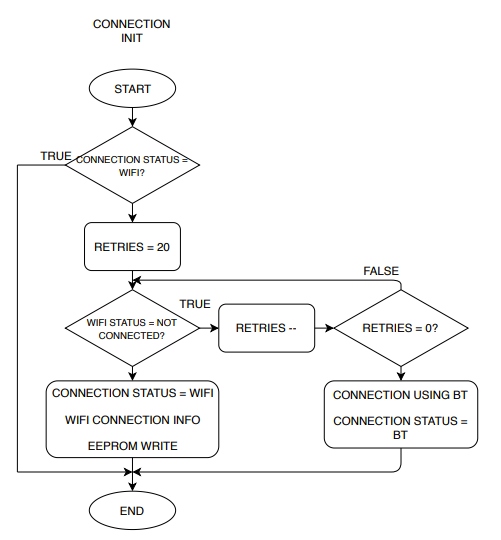 CONNECTION
INIT
START
TRUE
CONNECTION STATUS =
WIFI?
RETRIES = 20
FALSE
TRUE
WIFI STATUS = NOT
CONNECTED?
RETRIES --
RETRIES = 0?
CONNECTION STATUS = WIFI
WIFI CONNECTION INFO
EEPROM WRITE
CONNECTION USING BT
CONNECTION STATUS =
BT
END